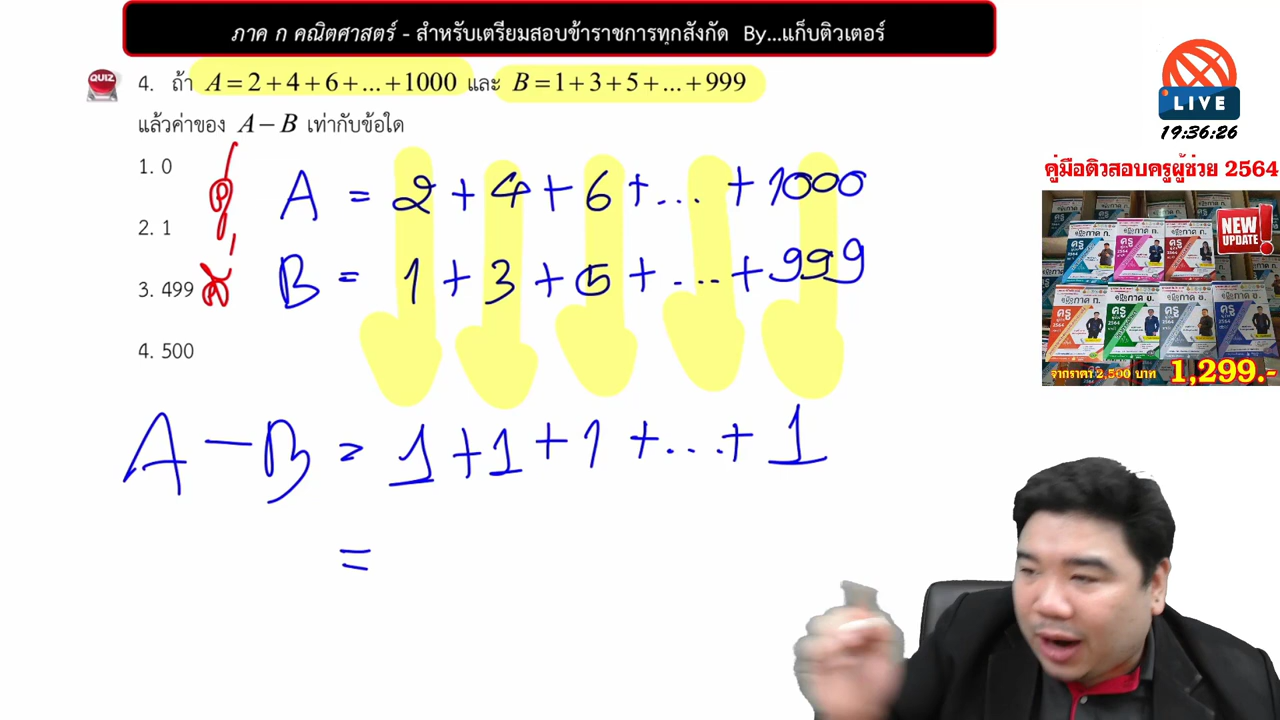 ภาค ก คณิตศาสตร์ - สำหรับเตรียมสอบข้าราชการทุกสังกัด By...แก็บติวเตอร์
QUIZ
4. ถ้า A = 2 + 4 + 6 + ... + 1000 และ B = 1 + 3 + 5 + ... + 999
แล้วค่าของ A − B เท่ากับข้อใด
1. 0
2. 1
3. 499
4. 500
A = 2 + 4 + 6 + ... + 1000
B = 1 + 3 + 5 + ... + 999
A − B = 1 + 1 + 1 + ... + 1
=
LIVE
19:36:26
คู่มือติวสอบครูผู้ช่วย 2564
NEW
UPDATE!
จากราคา 2,500 บาท 1,299.-